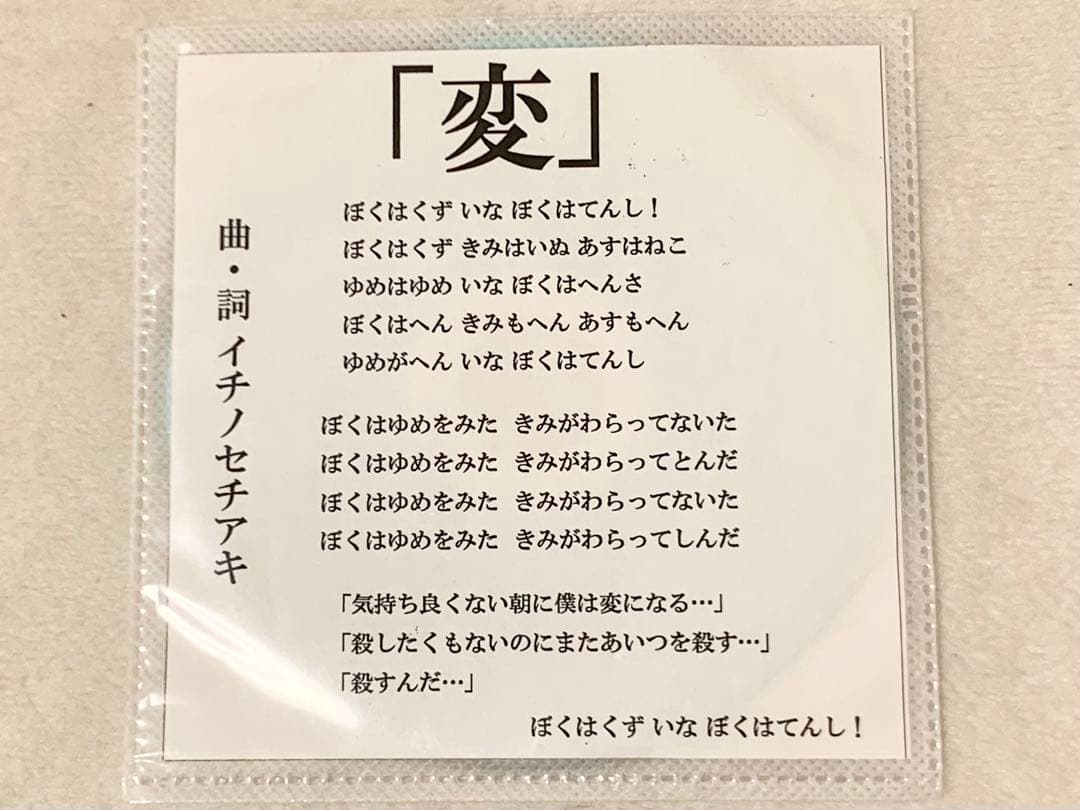 「変」
曲・詞 イチノセチアキ
ぼくはくず いな ぼくはてんし！
ぼくはくず きみはいぬ あすはねこ
ゆめはゆめ いな ぼくはへんさ
ぼくはへん きみもへん あすもへん
ゆめがへん いな ぼくはてんし
ぼくはゆめをみた きみがわらってないた
ぼくはゆめをみた きみがわらってとんだ
ぼくはゆめをみた きみがわらってないた
ぼくはゆめをみた きみがわらってしんだ
「気持ち良くない朝に僕は変になる…」
「殺したくもないのにまたあいつを殺す…」
「殺すんだ…」
ぼくはくず いな ぼくはてんし！